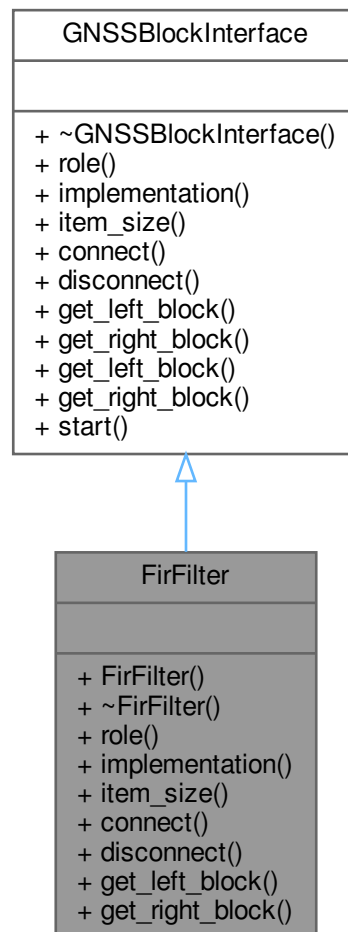 GNSSBlockInterface
+ ~GNSSBlockInterface()
+ role()
+ implementation()
+ item_size()
+ connect()
+ disconnect()
+ get_left_block()
+ get_right_block()
+ get_left_block()
+ get_right_block()
+ start()
FirFilter
+ FirFilter()
+ ~FirFilter()
+ role()
+ implementation()
+ item_size()
+ connect()
+ disconnect()
+ get_left_block()
+ get_right_block()